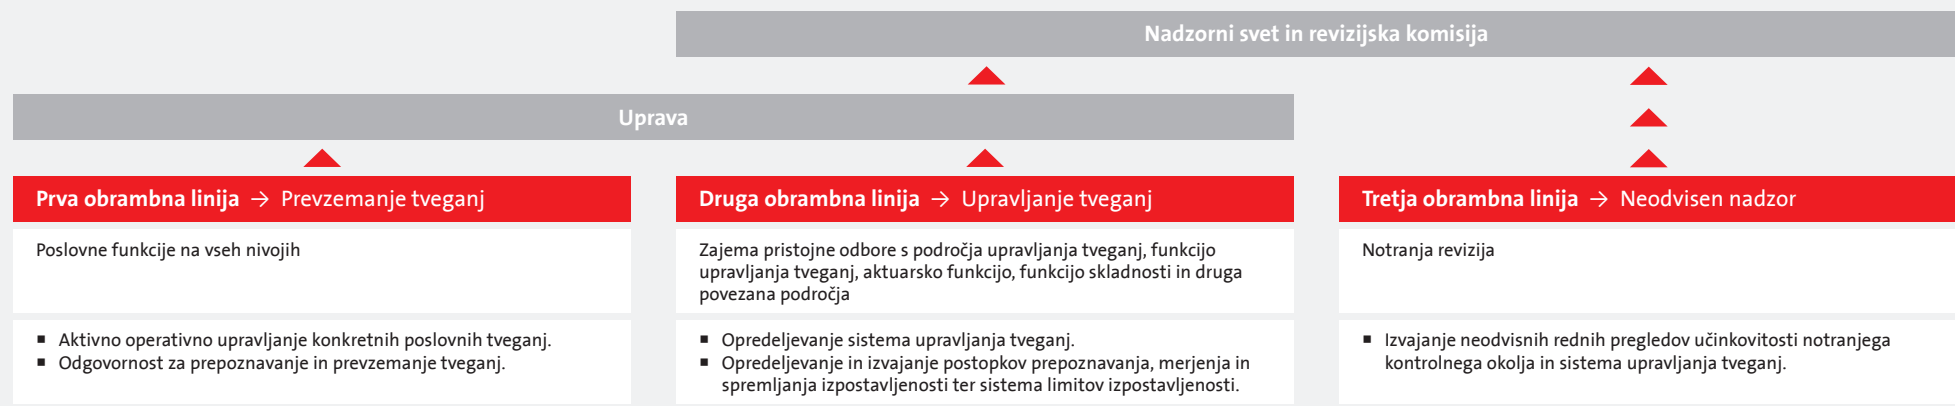 Nadzorni svet in revizijska komisija
Uprava
Prva obrambna linija → Prevzemanje tveganj
Poslovne funkcije na vseh nivojih
▪ Aktivno operativno upravljanje konkretnih poslovnih tveganj.
▪ Odgovornost za prepoznavanje in prevzemanje tveganj.
Druga obrambna linija → Upravljanje tveganj
Zajema pristojne odbore s področja upravljanja tveganj, funkcijo
upravljanja tveganj, aktuarsko funkcijo, funkcijo skladnosti in druga
povezana področja
▪ Opredeljevanje sistema upravljanja tveganj.
▪ Opredeljevanje in izvajanje postopkov prepoznavanja, merjenja in
spremljanja izpostavljenosti ter sistema limitov izpostavljenosti.
Tretja obrambna linija → Neodvisen nadzor
Notranja revizija
▪ Izvajanje neodvisnih rednih pregledov učinkovitosti notranjega
kontrolnega okolja in sistema upravljanja tveganj.